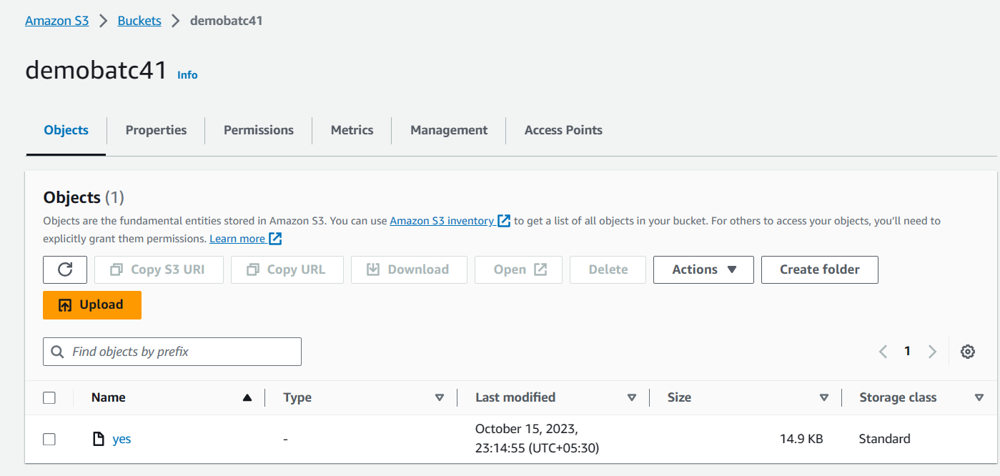 Amazon S3 > Buckets > demobatc41
demobatc41 Info
Objects Properties Permissions Metrics Management Access Points
Objects (1)
Objects are the fundamental entities stored in Amazon S3. You can use Amazon S3 inventory to get a list of all objects in your bucket. For others to access your objects, you’ll need to
explicitly grant them permissions. Learn more
Copy S3 URI Copy URL Download Open Delete Actions Create folder
Upload
Find objects by prefix 1
Name Type Last modified Size Storage class
yes - October 15, 2023, 14.9 KB Standard
23:14:55 (UTC+05:30)